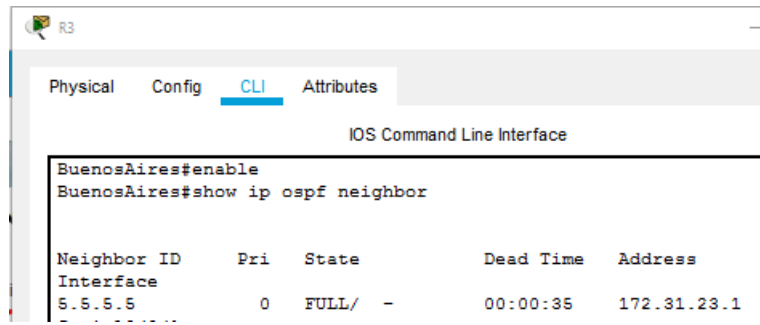 R3
Physical Config CLI Attributes
IOS Command Line Interface
BuenosAires#enable
BuenosAires#show ip ospf neighbor
Neighbor ID Pri State Dead Time Address
Interface
5.5.5.5 0 FULL/ - 00:00:35 172.31.23.1